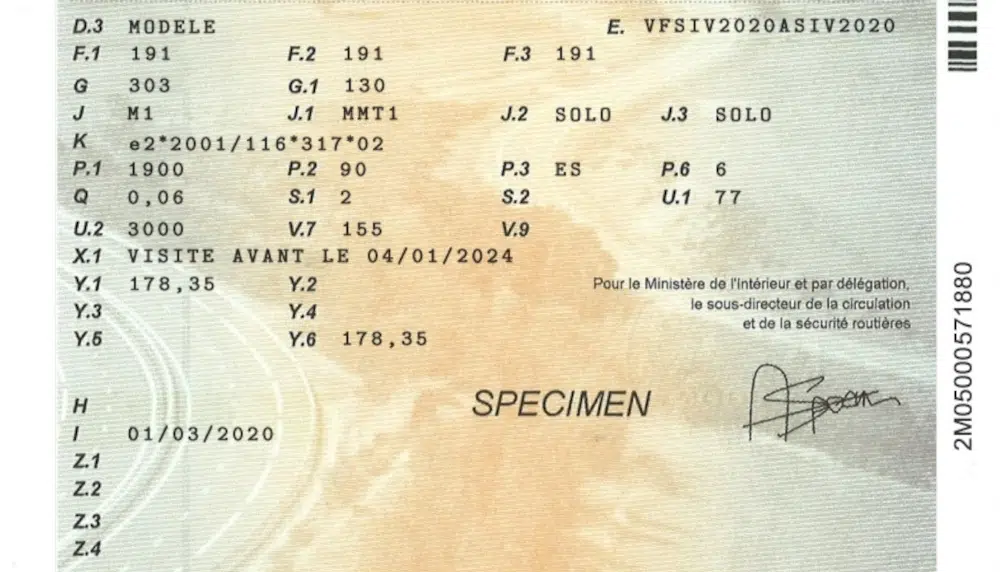 D.3 MODELE E. VFSIV2020ASIV2020
F.1 191 F.2 191 F.3 191
G 303 G.1 130
J M1 J.1 MMT1 J.2 SOLO J.3 SOLO
K e2*2001/116*317*02
P.1 1900 P.2 90 P.3 ES P.6 6
Q 0,06 S.1 2 S.2 U.1 77
U.2 3000 V.7 155 V.9
X.1 VISITE AVANT LE 04/01/2024
Y.1 178,35 Y.2
Y.3 Y.4
Y.5 Y.6 178,35
Pour le Ministère de l'Intérieur et par délégation,
le sous-directeur de la circulation
et de la sécurité routières
SPECIMEN
H
I 01/03/2020
Z.1
Z.2
Z.3
Z.4
2M05000571880